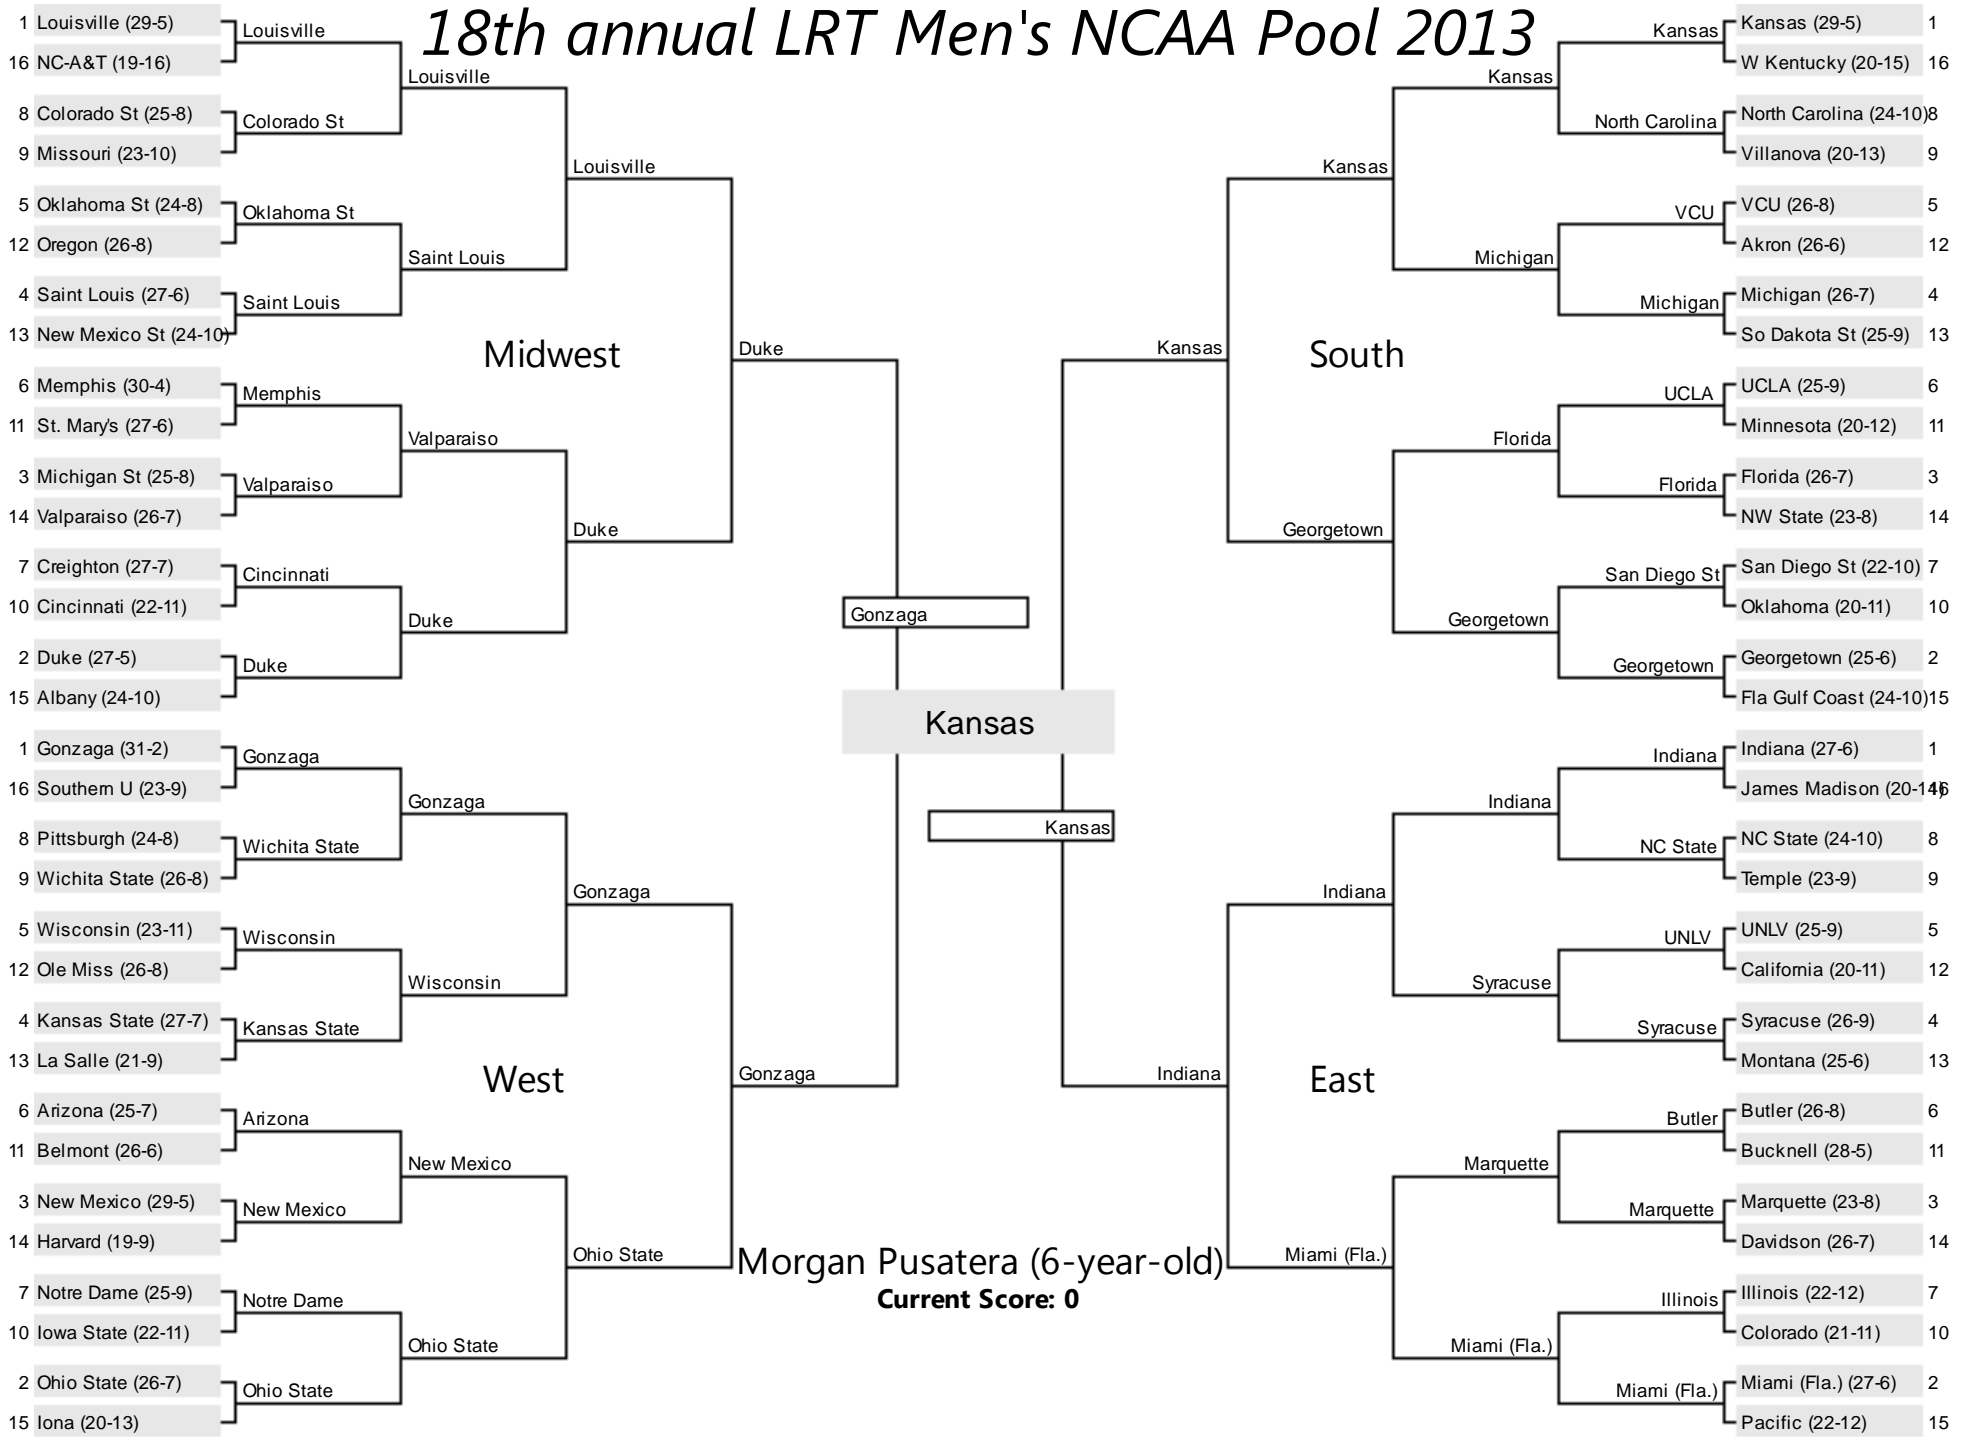 18th annual LRT Men's NCAA Pool 2013
1 Louisville (29-5)
16 NC-A&T (19-16)
8 Colorado St (25-8)
9 Missouri (23-10)
5 Oklahoma St (24-8)
12 Oregon (26-8)
4 Saint Louis (27-6)
13 New Mexico St (24-10)
6 Memphis (30-4)
11 St. Mary's (27-6)
3 Michigan St (25-8)
14 Valparaiso (26-7)
7 Creighton (27-7)
10 Cincinnati (22-11)
2 Duke (27-5)
15 Albany (24-10)
Louisville
Colorado St
Oklahoma St
Saint Louis
Memphis
Valparaiso
Cincinnati
Duke
Louisville
Saint Louis
Valparaiso
Duke
Louisville
Duke
Duke
Midwest
1 Gonzaga (31-2)
16 Southern U (23-9)
8 Pittsburgh (24-8)
9 Wichita State (26-8)
5 Wisconsin (23-11)
12 Ole Miss (26-8)
4 Kansas State (27-7)
13 La Salle (21-9)
6 Arizona (25-7)
11 Belmont (26-6)
3 New Mexico (29-5)
14 Harvard (19-9)
7 Notre Dame (25-9)
10 Iowa State (22-11)
2 Ohio State (26-7)
15 Iona (20-13)
Gonzaga
Wichita State
Wisconsin
Kansas State
Arizona
New Mexico
Notre Dame
Ohio State
Gonzaga
Wisconsin
New Mexico
Ohio State
Gonzaga
Ohio State
Gonzaga
West
Gonzaga
Kansas
Kansas
Kansas (29-5) 1
W Kentucky (20-15) 16
North Carolina (24-10) 8
Villanova (20-13) 9
VCU (26-8) 5
Akron (26-6) 12
Michigan (26-7) 4
So Dakota St (25-9) 13
UCLA (25-9) 6
Minnesota (20-12) 11
Florida (26-7) 3
NW State (23-8) 14
San Diego St (22-10) 7
Oklahoma (20-11) 10
Georgetown (25-6) 2
Fla Gulf Coast (24-10) 15
Kansas
North Carolina
VCU
Michigan
UCLA
Florida
San Diego St
Georgetown
Kansas
Michigan
Florida
Georgetown
Kansas
Georgetown
Kansas
South
Indiana (27-6) 1
James Madison (20-14) 16
NC State (24-10) 8
Temple (23-9) 9
UNLV (25-9) 5
California (20-11) 12
Syracuse (26-9) 4
Montana (25-6) 13
Butler (26-8) 6
Bucknell (28-5) 11
Marquette (23-8) 3
Davidson (26-7) 14
Illinois (22-12) 7
Colorado (21-11) 10
Miami (Fla.) (27-6) 2
Pacific (22-12) 15
Indiana
NC State
UNLV
Syracuse
Butler
Marquette
Illinois
Miami (Fla.)
Indiana
Syracuse
Marquette
Miami (Fla.)
Indiana
Miami (Fla.)
Indiana
East
Morgan Pusatera (6-year-old)
Current Score: 0